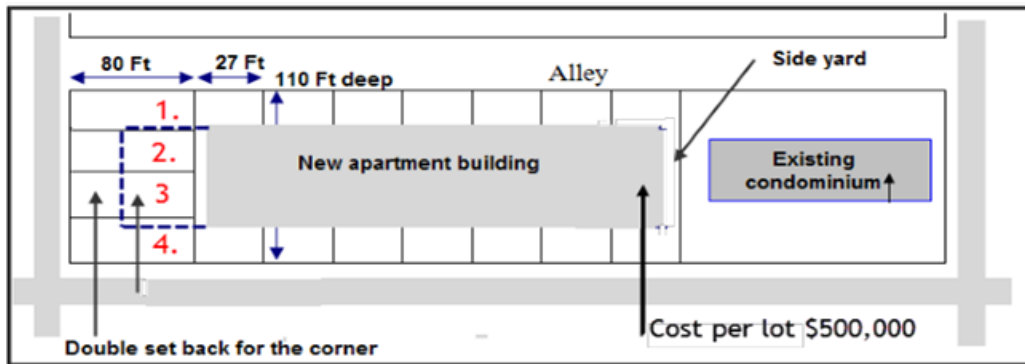 80 Ft
27 Ft
110 Ft deep
Alley
Side yard
1.
2.
3
4.
New apartment building
Existing
condominium
Cost per lot $500,000
Double set back for the corner